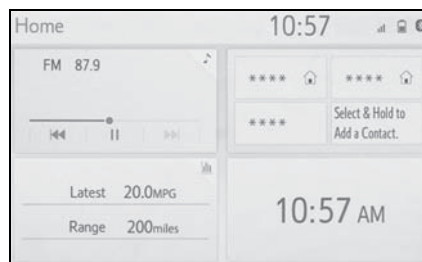 Home 10:57
FM 87.9
**** ****
**** Select & Hold to
Add a Contact.
Latest 20.0MPG
Range 200miles
10:57 AM